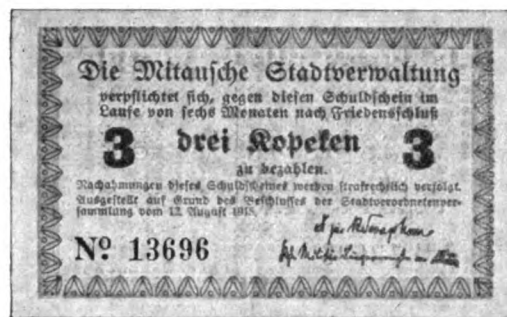 Die Mitausche Stadtverwaltung
verpflichtet sich, gegen diesen Schuldschein im
Laufe von sechs Monaten nach Friedensschluß
3 drei Kopeken 3
zu bezahlen.
Nachahmungen dieses Schuldscheines werden strafrechtlich verfolgt.
Ausgestellt auf Grund des Beschlusses der Stadtverordnetenver-
sammlung vom 12. August 1915.
No. 13696